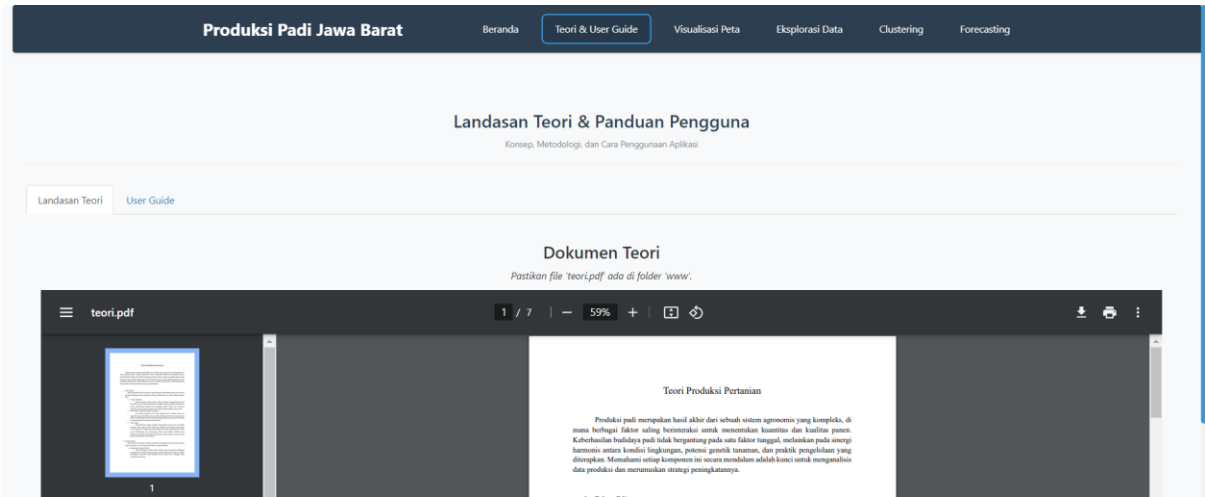 Produksi Padi Jawa Barat
Beranda
Teori & User Guide
Visualisasi Peta
Eksplorasi Data
Clustering
Forecasting
Landasan Teori & Panduan Pengguna
Konsep, Metodologi, dan Cara Penggunaan Aplikasi
Landasan Teori
User Guide
Dokumen Teori
Pastikan file 'teori.pdf' ada di folder 'www'.
teori.pdf
1 / 7
59%
1
Teori Produksi Pertanian
Produksi padi merupakan hasil akhir dari sebuah sistem agronomis yang kompleks, di
mana berbagai faktor saling berinteraksi untuk menentukan kuantitas dan kualitas panen.
Keberhasilan budidaya padi tidak bergantung pada satu faktor tunggal, melainkan pada sinergi
harmonis antara kondisi lingkungan, potensi genetik tanaman, dan praktik pengelolaan yang
diterapkan. Memahami setiap komponen ini secara mendalam adalah kunci untuk menganalisis
data produksi dan merumuskan strategi peningkatannya.